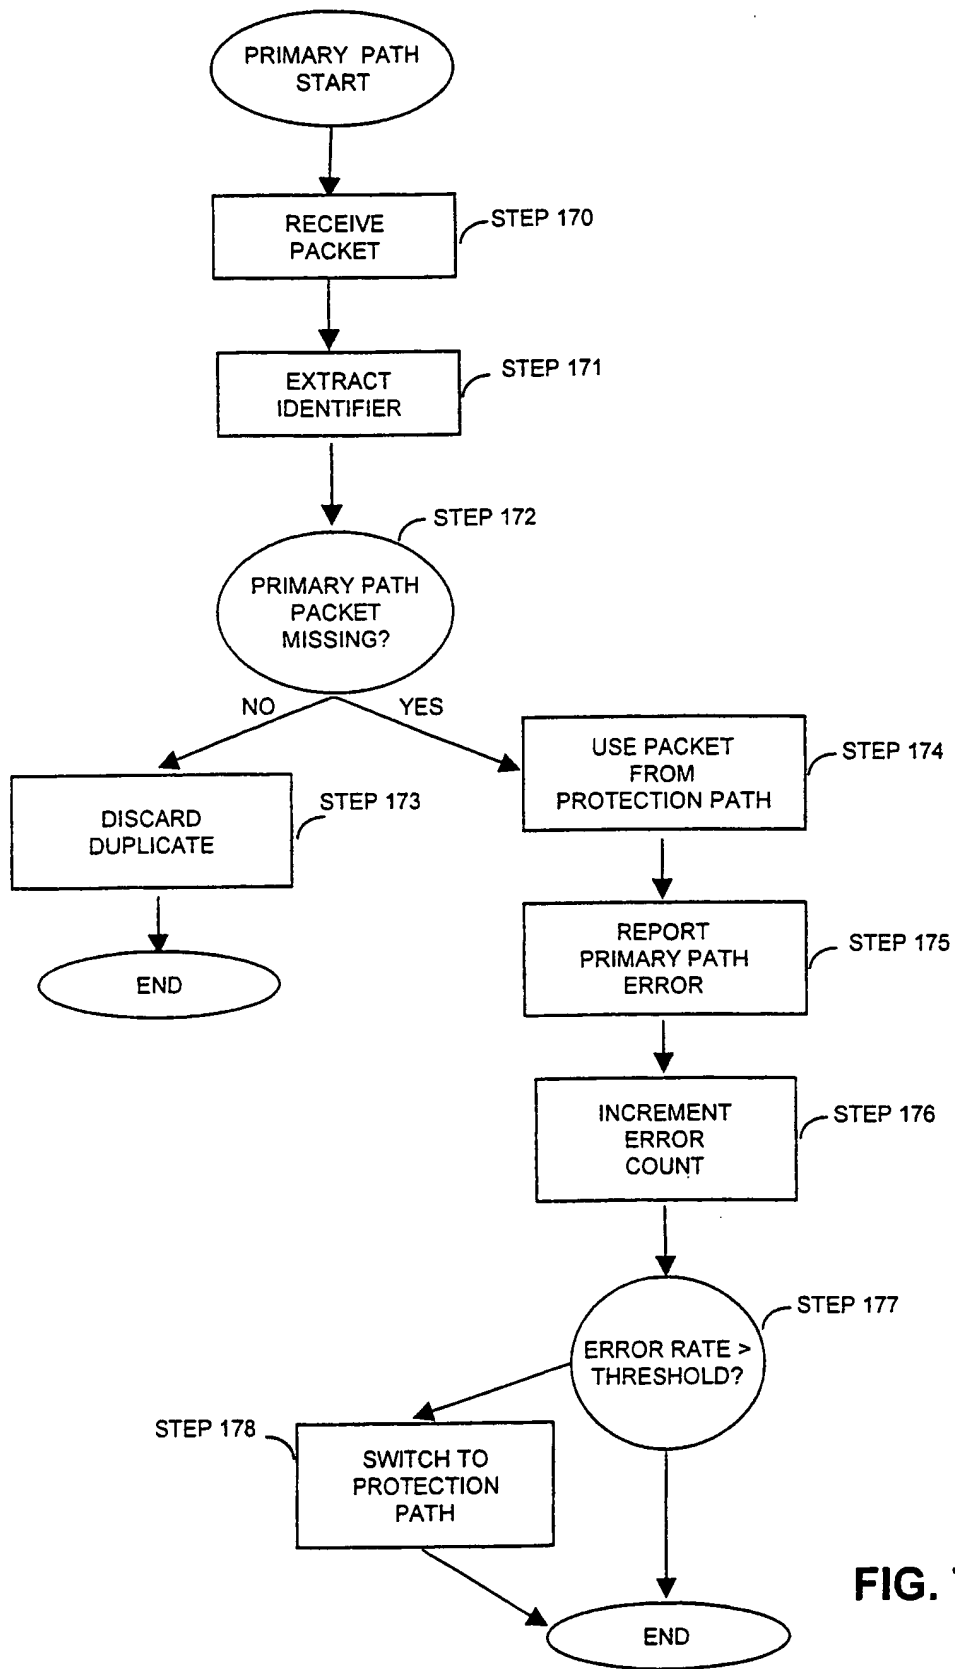 PRIMARY PATH
START
RECEIVE
PACKET
STEP 170
EXTRACT
IDENTIFIER
STEP 171
STEP 172
PRIMARY PATH
PACKET
MISSING?
NO
YES
DISCARD
DUPLICATE
STEP 173
END
USE PACKET
FROM
PROTECTION PATH
STEP 174
REPORT
PRIMARY PATH
ERROR
STEP 175
INCREMENT
ERROR
COUNT
STEP 176
ERROR RATE >
THRESHOLD?
STEP 177
STEP 178
SWITCH TO
PROTECTION
PATH
END
FIG.